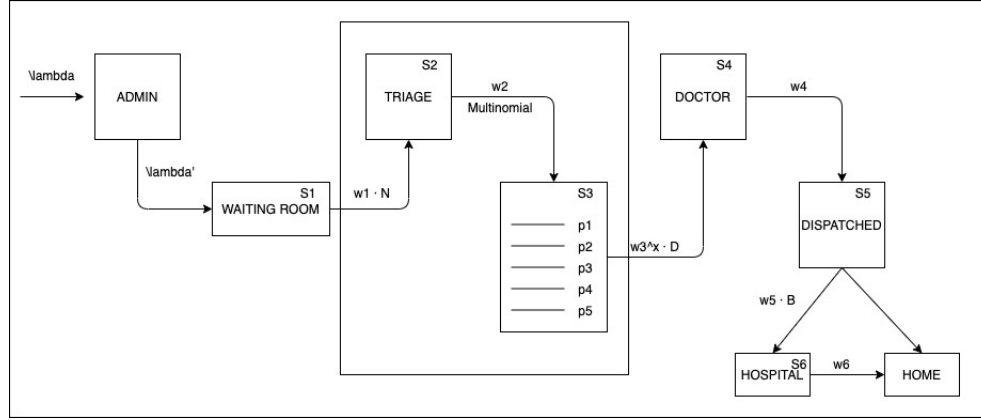 \lambda
ADMIN
\lambda'
S1
WAITING ROOM
w1 · N
S2
TRIAGE
w2
Multinomial
S3
p1
p2
p3
p4
p5
w3^x · D
S4
DOCTOR
w4
S5
DISPATCHED
w5 · B
S6
HOSPITAL
w6
HOME